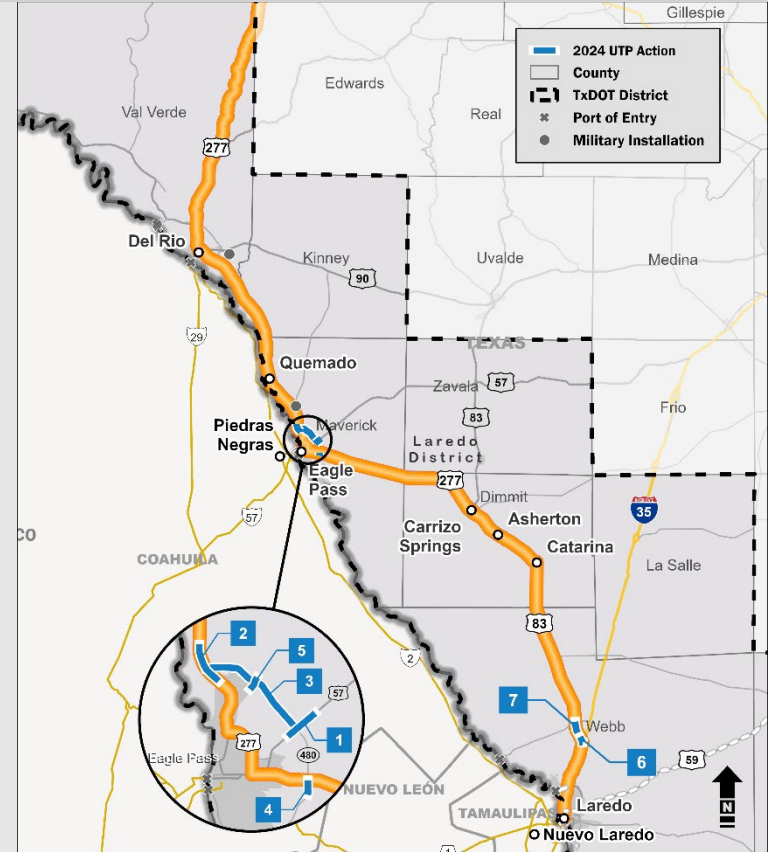 Gillespie
2024 UTP Action
County
TxDOT District
Port of Entry
Military Installation
Edwards
Real
Val Verde
277
Del Rio
Kinney
90
Uvalde
Medina
29
TEXAS
Quemado
Zavala
57
83
Frio
Piedras
Negras
Maverick
Laredo
District
Eagle
Pass
277
Dimmit
35
Carrizo
Springs
Asherton
Catarina
57
CO
COAHUILA
La Salle
83
2
2
5
3
57
1
277
480
Eagle Pass
4
7
Webb
6
59
NUEVO LEÓN
TAMAULIPAS
Laredo
Nuevo Laredo
N
1